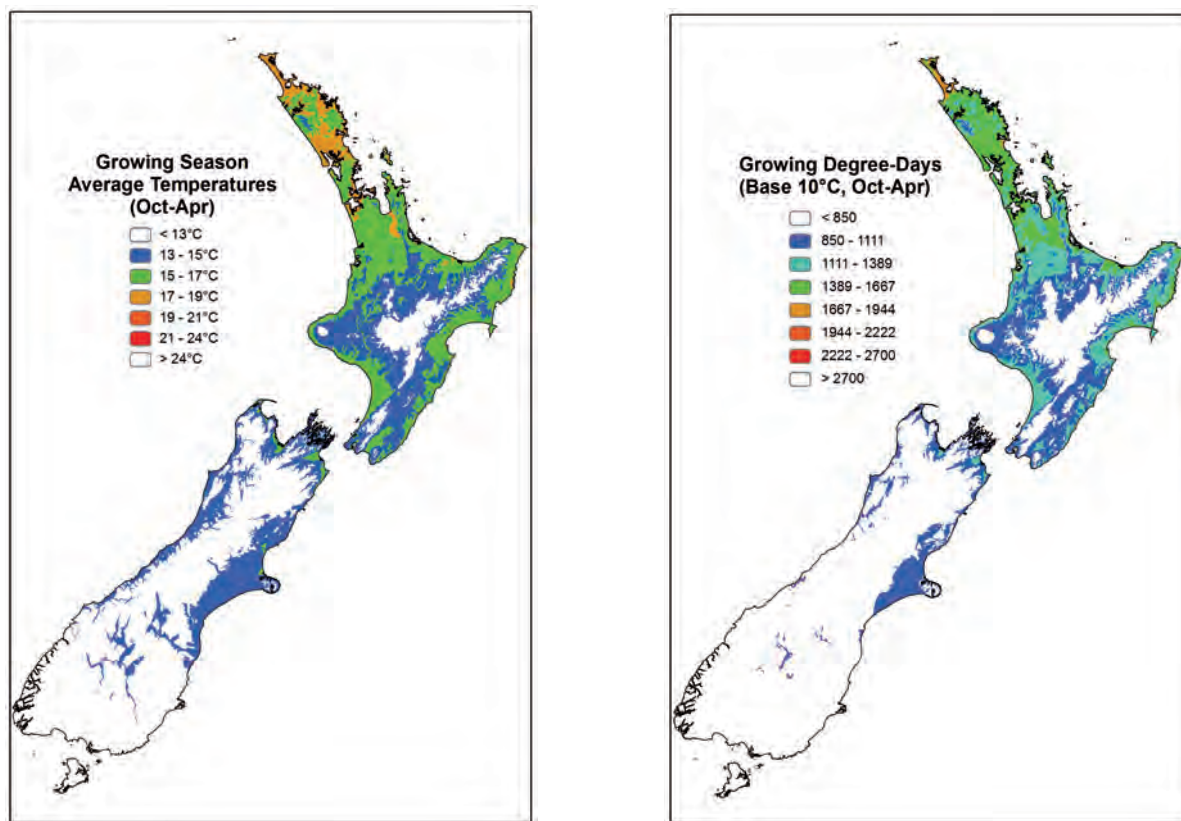 Growing Season
Average Temperatures
(Oct-Apr)
< 13°C
13 - 15°C
15 - 17°C
17 - 19°C
19 - 21°C
21 - 24°C
> 24°C
Growing Degree-Days
(Base 10°C, Oct-Apr)
< 850
850 - 1111
1111 - 1389
1389 - 1667
1667 - 1944
1944 - 2222
2222 - 2700
> 2700